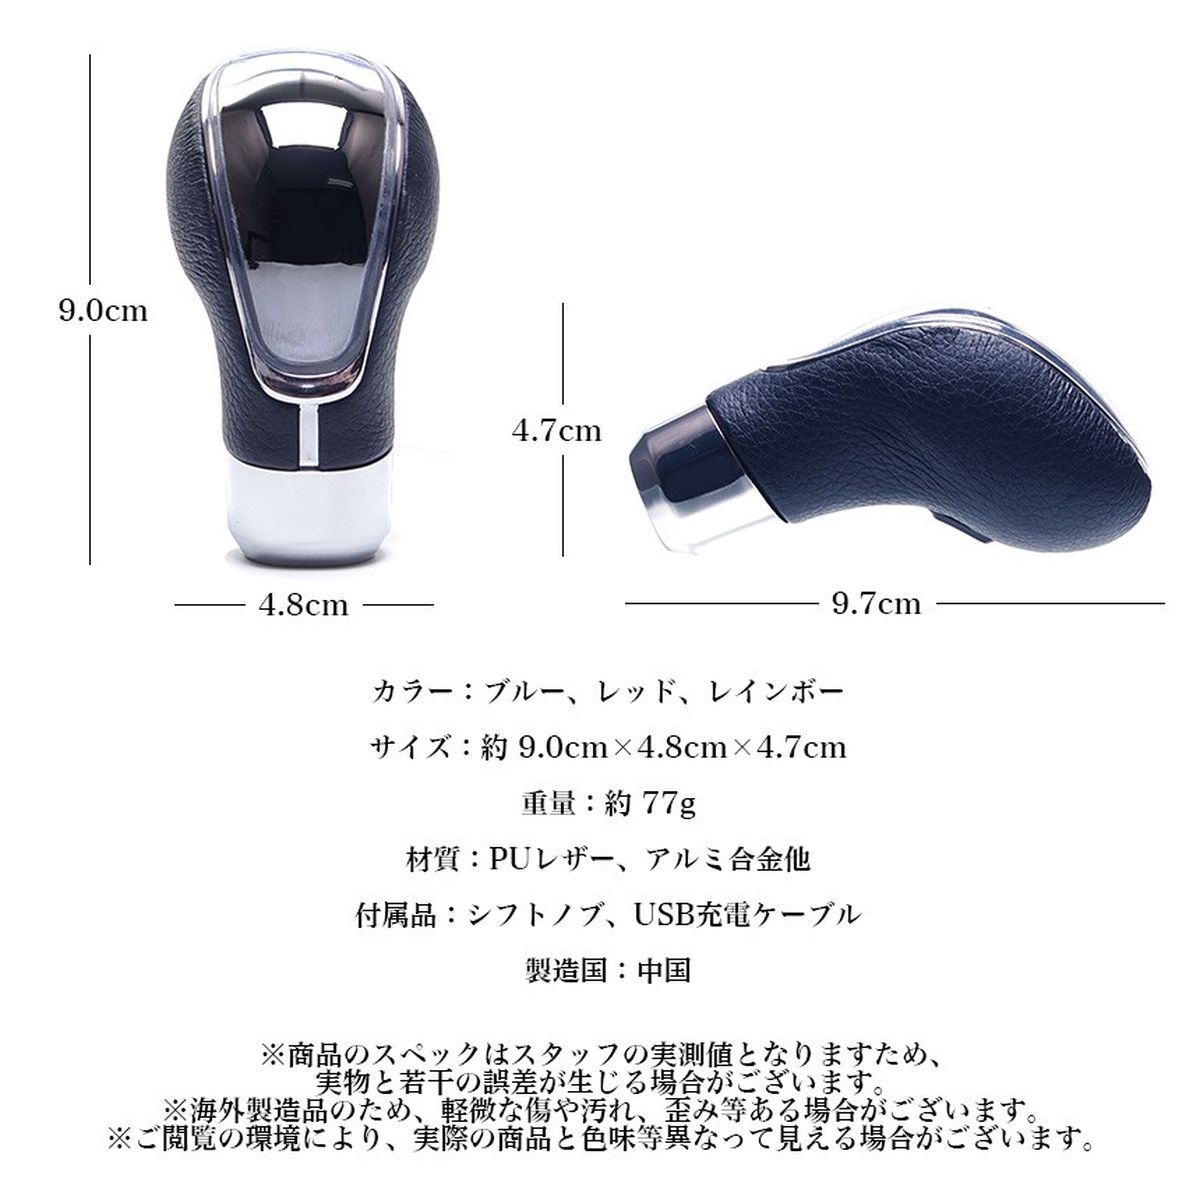 9.0cm
4.7cm
4.8cm
9.7cm
カラー：ブルー、レッド、レインボー
サイズ：約 9.0cm×4.8cm×4.7cm
重量：約 77g
材質：PUレザー、アルミ合金他
付属品：シフトノブ、USB充電ケーブル
製造国：中国
※商品のスペックはスタッフの実測値となりますため、
実物と若干の誤差が生じる場合がございます。
※海外製造品のため、軽微な傷や汚れ、歪み等ある場合がございます。
※ご閲覧の環境により、実際の商品と色味等異なって見える場合がございます。